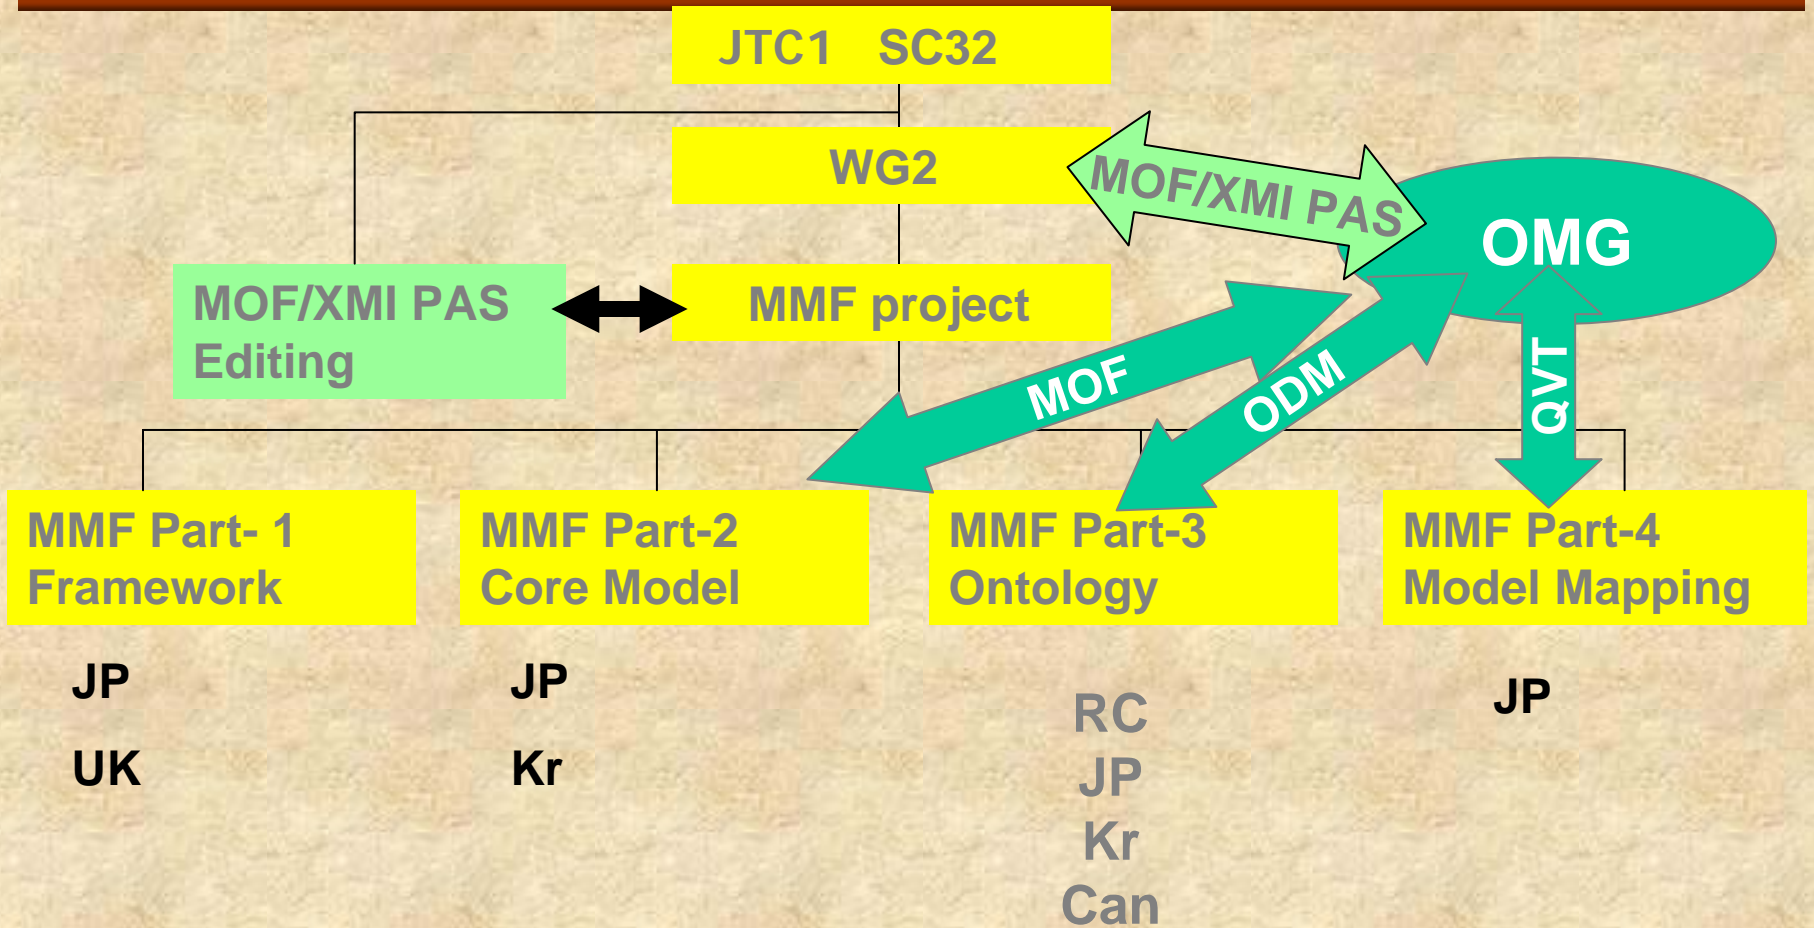 JTC1 SC32
WG2
MOF/XMI PAS
OMG
MOF/XMI PAS
Editing
MMF project
MOF
ODM
QVT
MMF Part- 1
Framework
MMF Part-2
Core Model
MMF Part-3
Ontology
MMF Part-4
Model Mapping
JP
UK
JP
Kr
RC
JP
Kr
Can
JP